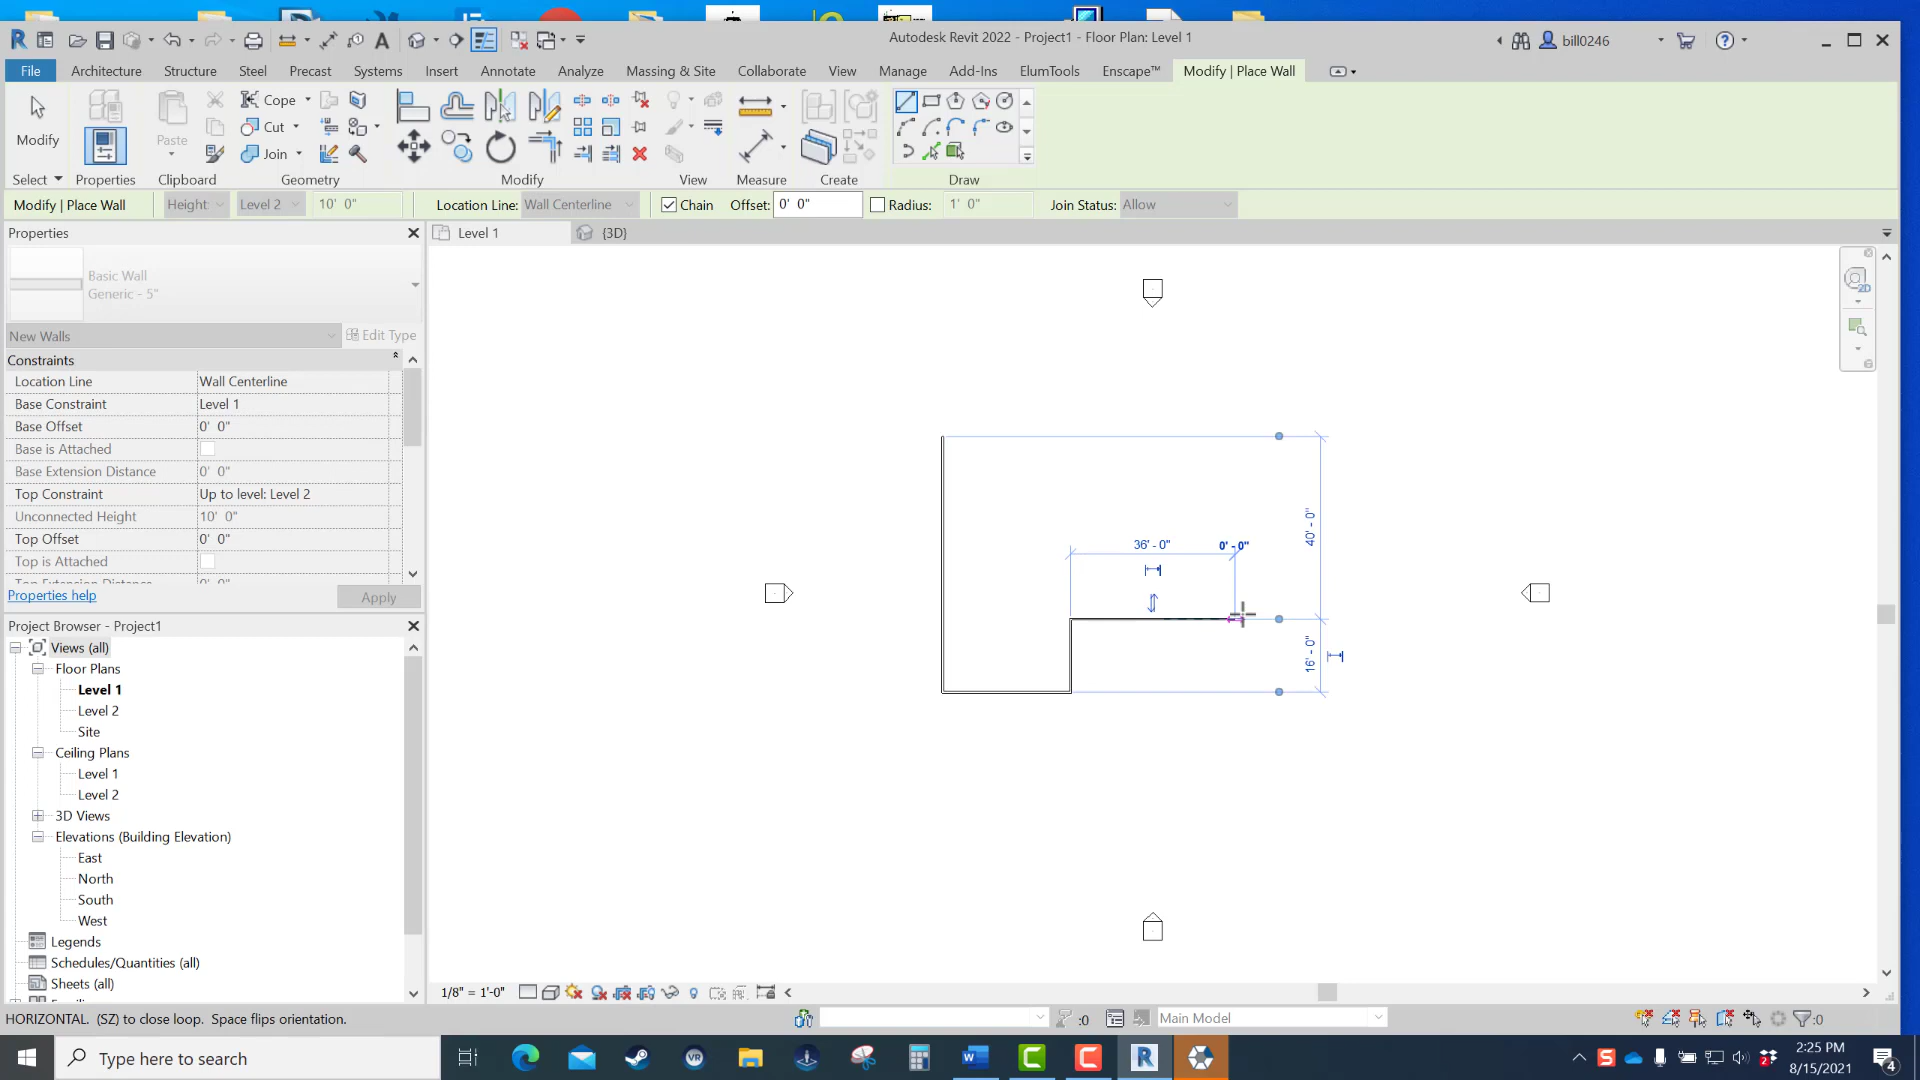 Autodesk Revit 2022 - Project1 - Floor Plan: Level 1
bill0246
File Architecture Structure Steel Precast Systems Insert Annotate Analyze Massing & Site Collaborate View Manage Add-Ins ElumTools Enscape™ Modify | Place Wall
Cope
Cut
Join
Modify
Paste
Select Properties Clipboard Geometry Modify View Measure Create Draw
Modify | Place Wall Height: Level 2 10' 0" Location Line: Wall Centerline Chain Offset: 0' 0" Radius: 1' 0" Join Status: Allow
Properties
Level 1 {3D}
Basic Wall
Generic - 5"
New Walls Edit Type
Constraints
Location Line Wall Centerline
Base Constraint Level 1
Base Offset 0' 0"
Base is Attached
Base Extension Distance 0' 0"
Top Constraint Up to level: Level 2
Unconnected Height 10' 0"
Top Offset 0' 0"
Top is Attached
Top Extension Distance 0' 0"
Properties help Apply
36' - 0" 0' - 0"
40' - 0"
16' - 0"
Project Browser - Project1
Views (all)
Floor Plans
Level 1
Level 2
Site
Ceiling Plans
Level 1
Level 2
3D Views
Elevations (Building Elevation)
East
North
South
West
Legends
Schedules/Quantities (all)
Sheets (all)
1/8" = 1'-0"
HORIZONTAL. (SZ) to close loop. Space flips orientation.
:0 Main Model :0
Type here to search
2:25 PM
8/15/2021
4